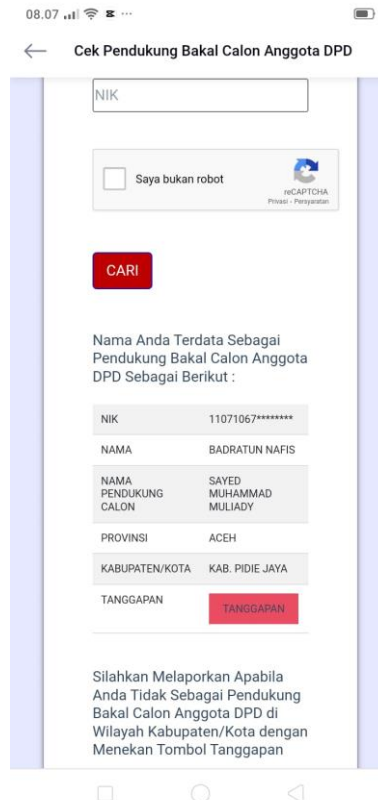 08.07
Cek Pendukung Bakal Calon Anggota DPD
NIK
Saya bukan robot
reCAPTCHA
Privasi - Persyaratan
CARI
Nama Anda Terdata Sebagai
Pendukung Bakal Calon Anggota
DPD Sebagai Berikut :
NIK 11071067********
NAMA BADRATUN NAFIS
NAMA SAYED
PENDUKUNG MUHAMMAD
CALON MULIADY
PROVINSI ACEH
KABUPATEN/KOTA KAB. PIDIE JAYA
TANGGAPAN TANGGAPAN
Silahkan Melaporkan Apabila
Anda Tidak Sebagai Pendukung
Bakal Calon Anggota DPD di
Wilayah Kabupaten/Kota dengan
Menekan Tombol Tanggapan